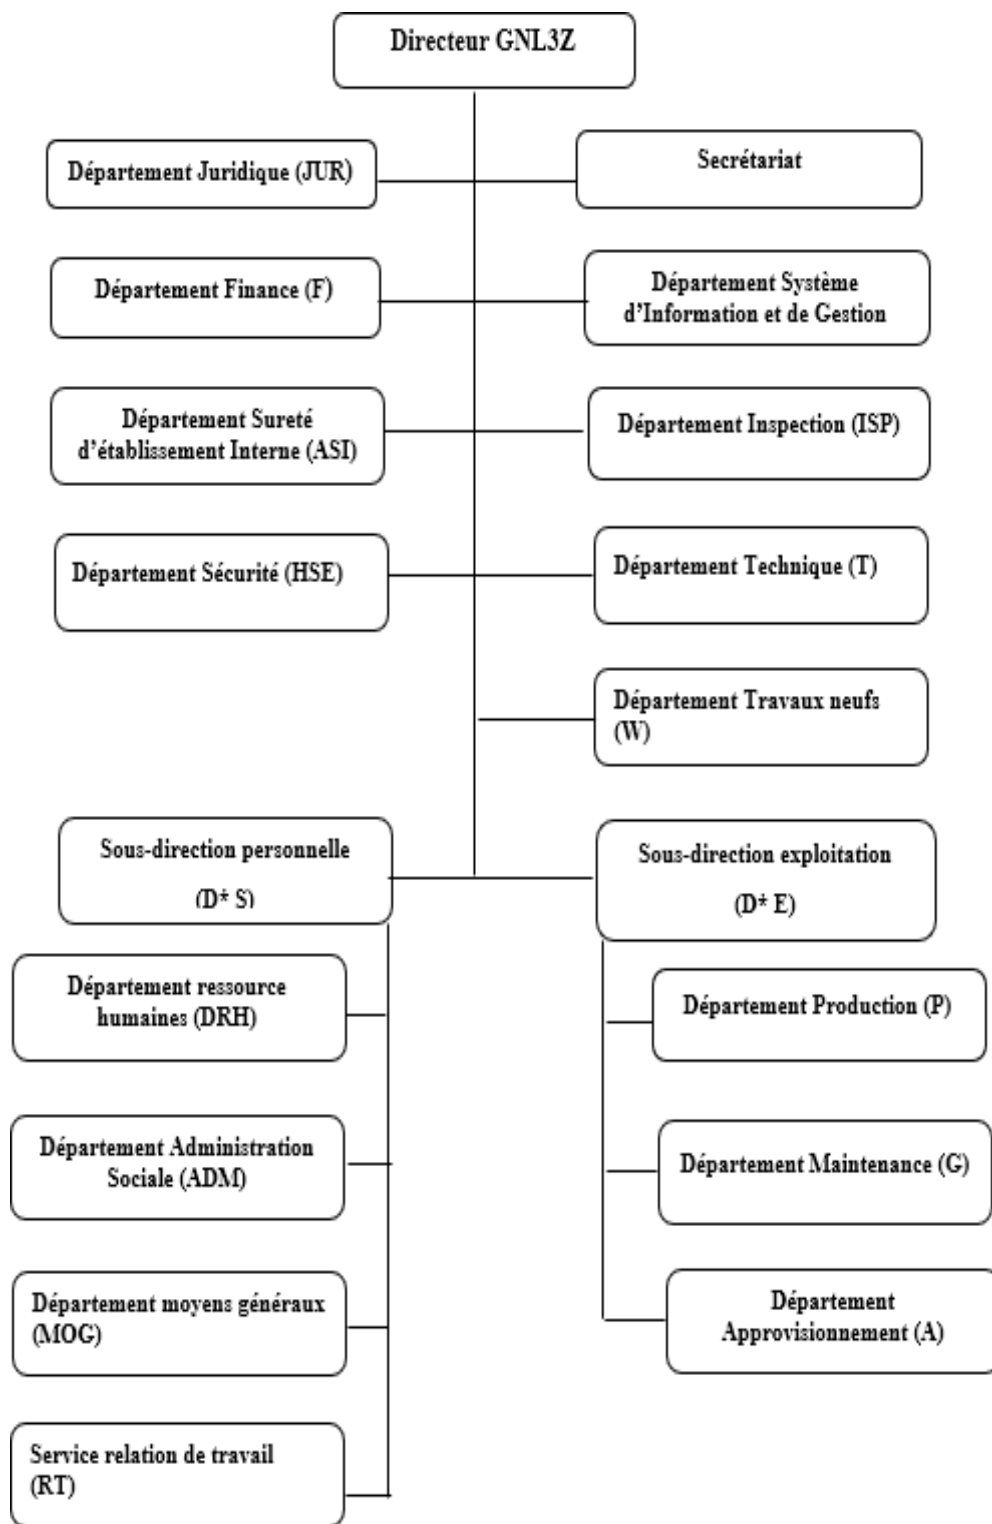 Directeur GNL3Z
Département Juridique (JUR)
Secrétariat
Département Finance (F)
Département Système
d’Information et de Gestion
Département Sureté
d’établissement Interne (ASI)
Département Inspection (ISP)
Département Sécurité (HSE)
Département Technique (T)
Département Travaux neufs
(W)
Sous-direction personnelle
(D* S)
Sous-direction exploitation
(D* E)
Département ressource
humaines (DRH)
Département Production (P)
Département Administration
Sociale (ADM)
Département Maintenance (G)
Département moyens généraux
(MOG)
Département
Approvisionnement (A)
Service relation de travail
(RT)